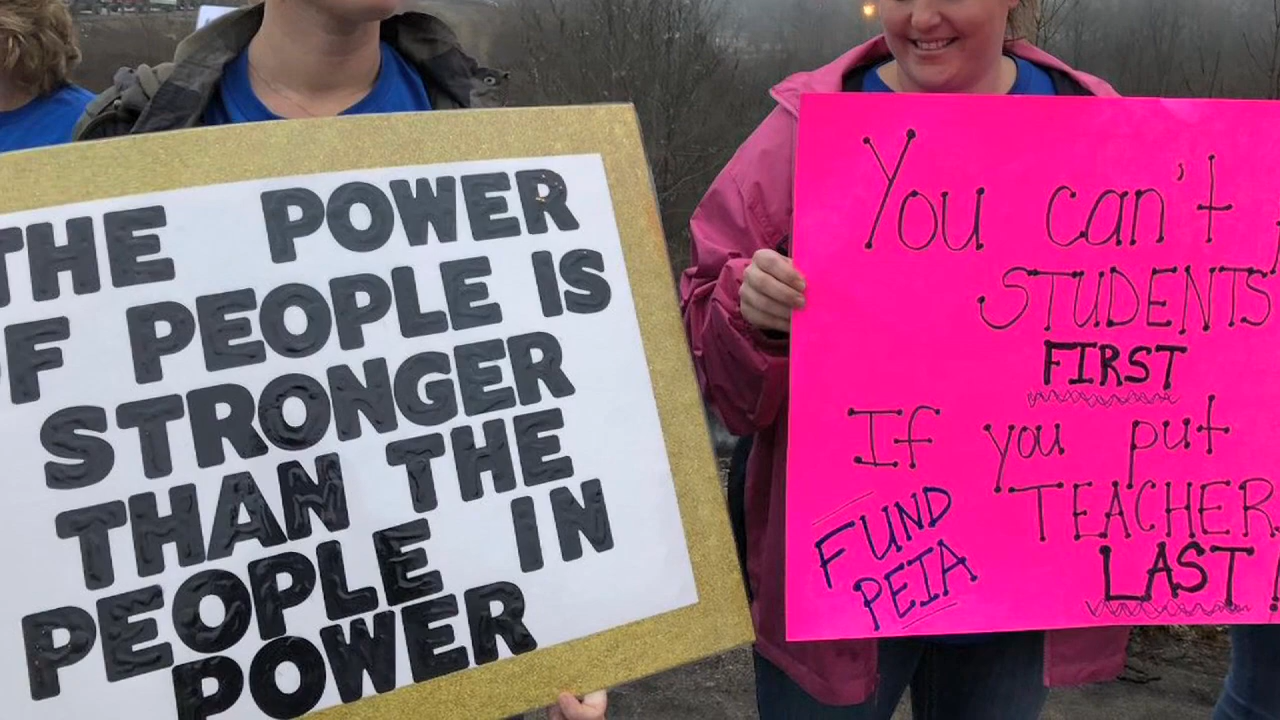 THE POWER
OF PEOPLE IS
STRONGER
THAN THE
PEOPLE IN
POWER
You can't
STUDENTS
FIRST
If you put
TEACHER
LAST!
FUND
PEIA